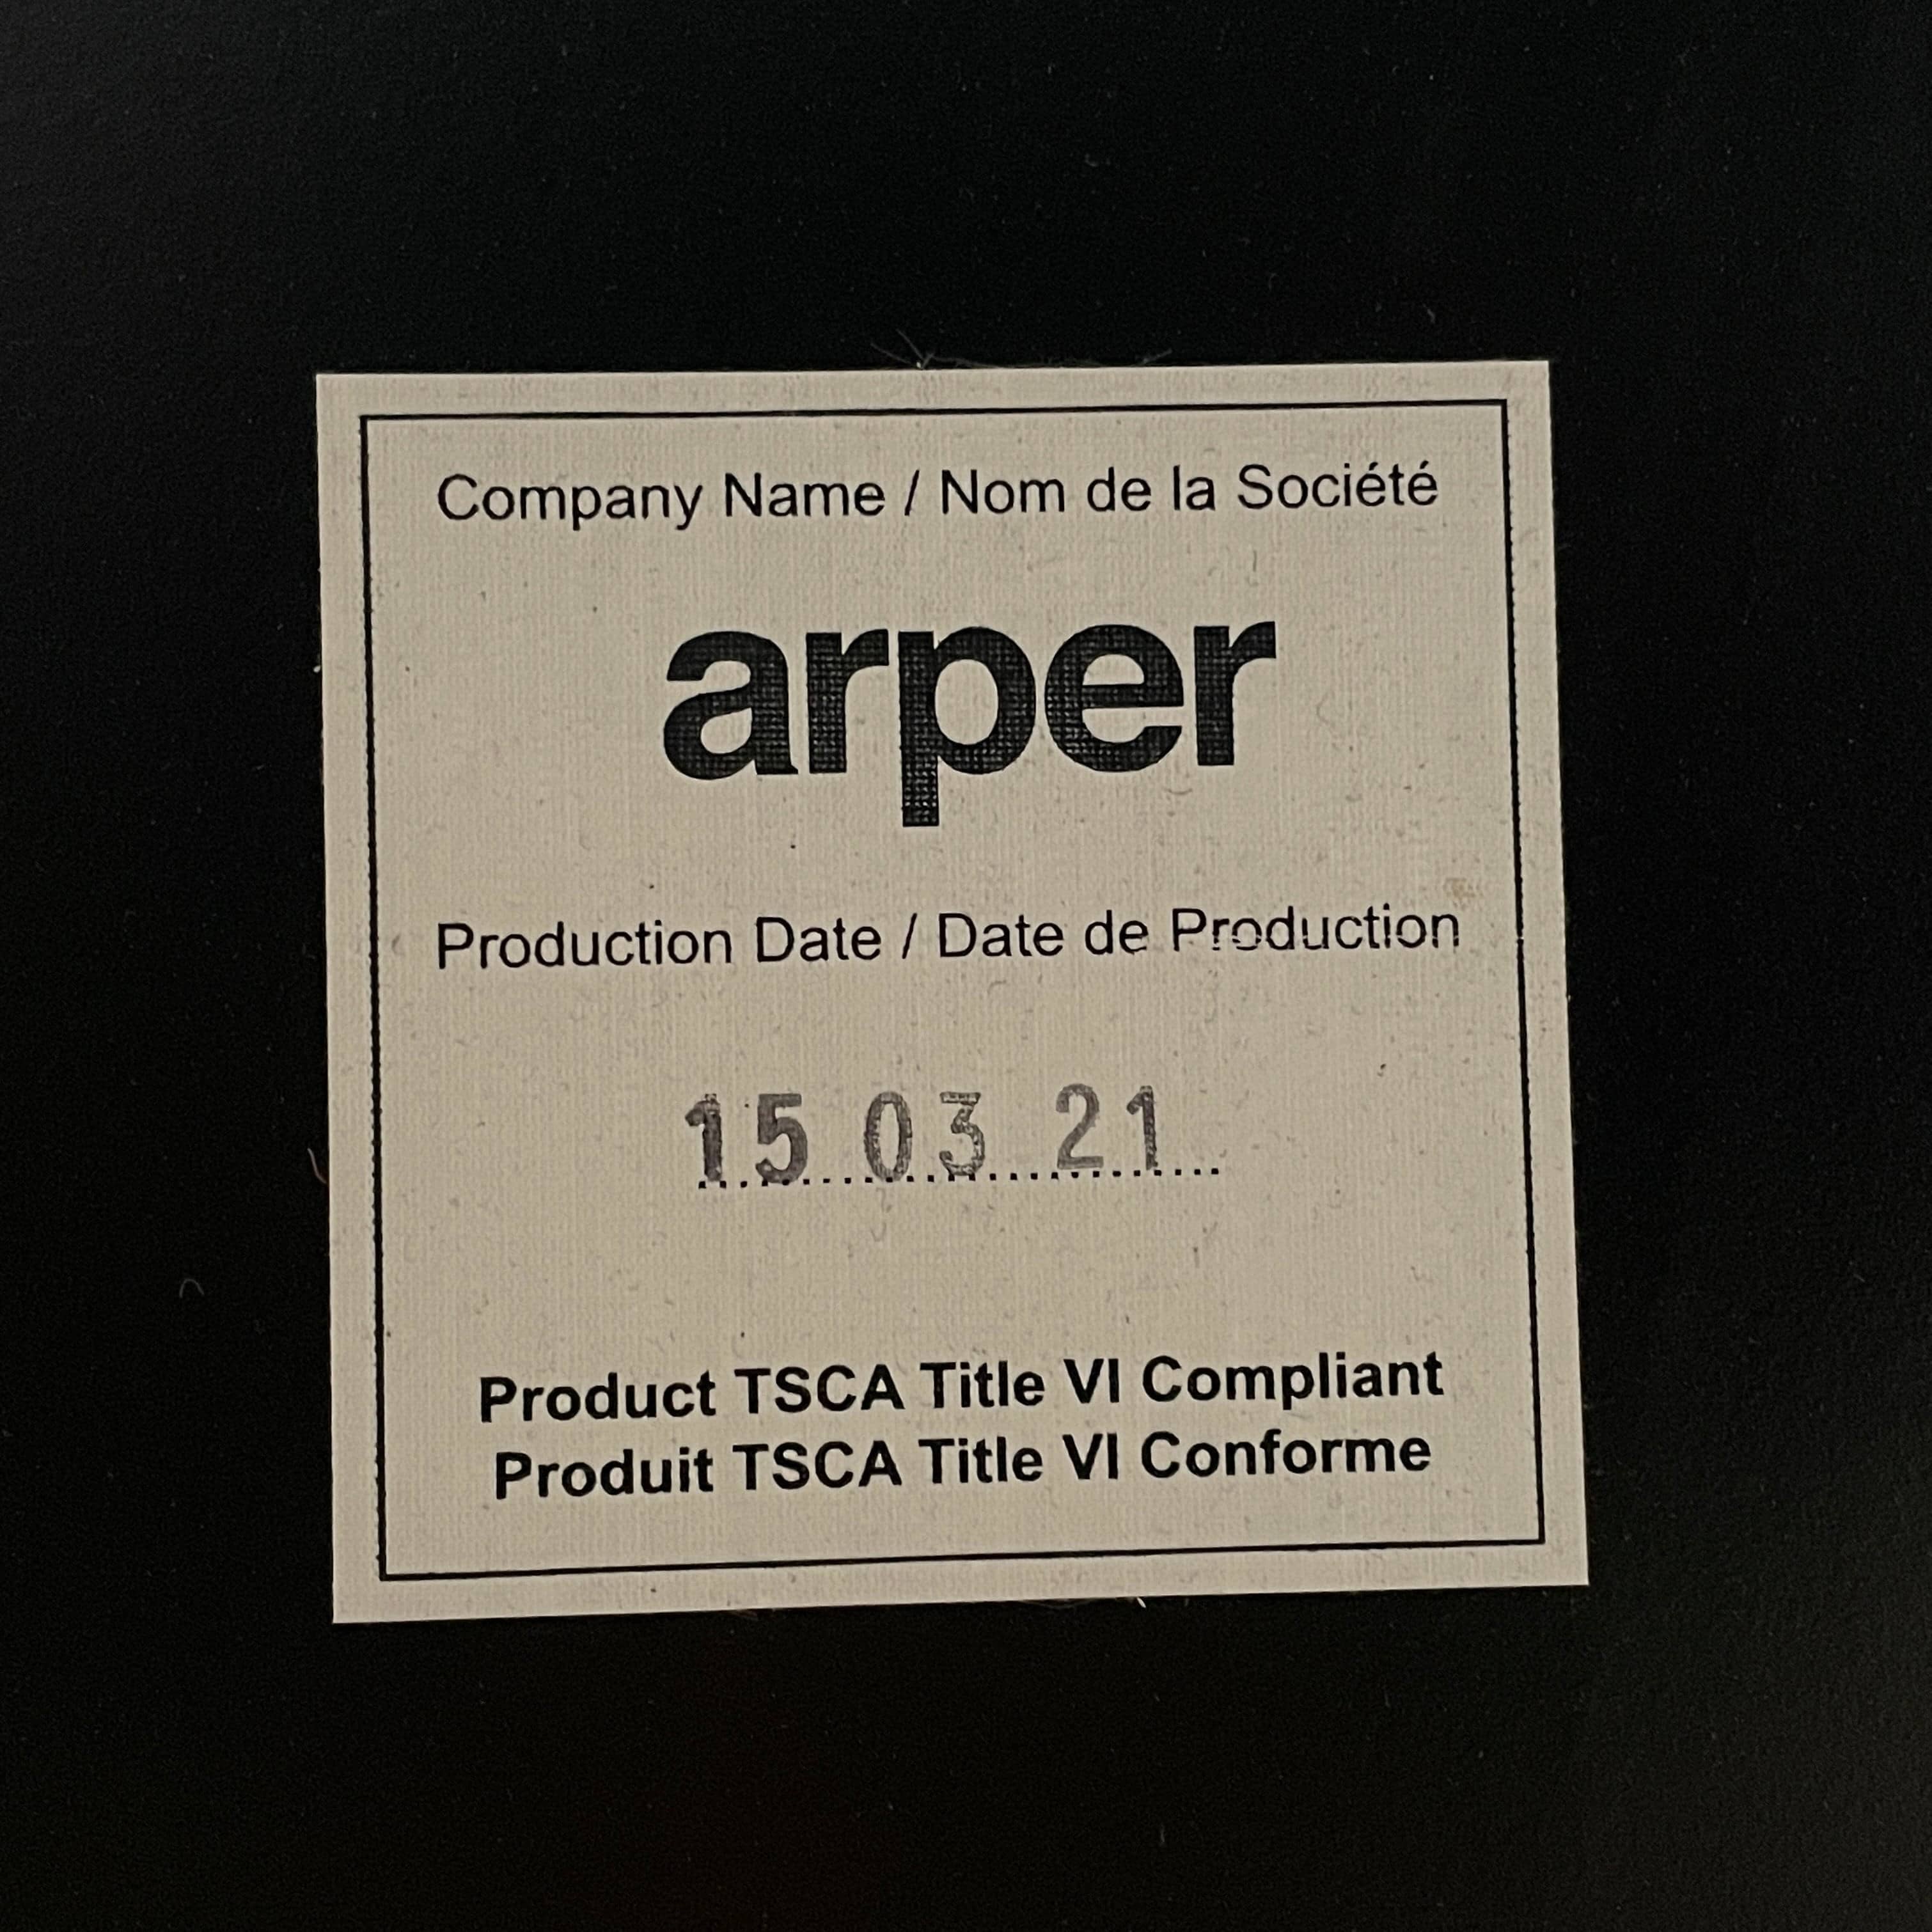 Company Name / Nom de la Société
arper
Production Date / Date de Production
15 03 21
Product TSCA Title VI Compliant
Produit TSCA Title VI Conforme